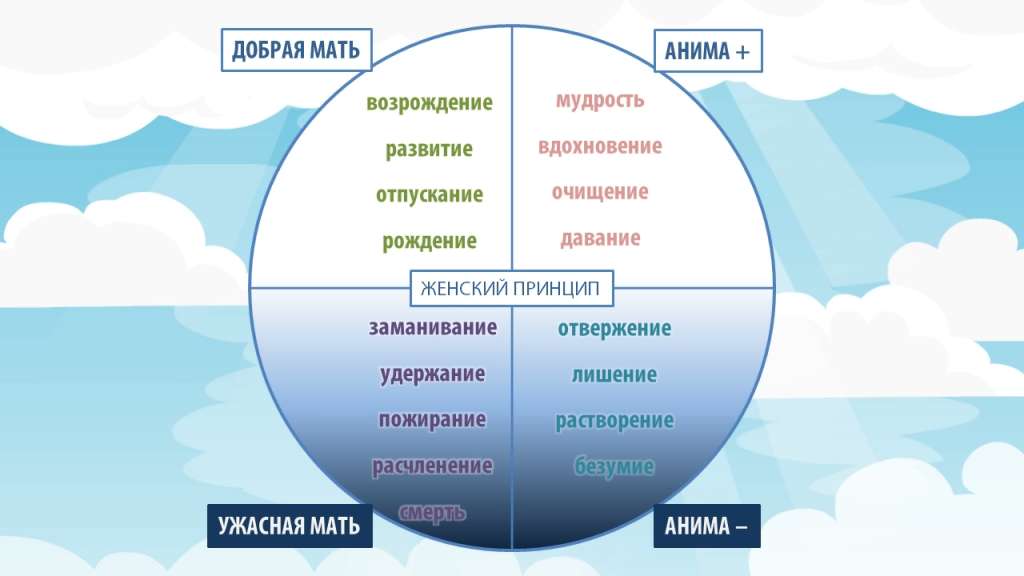 ДОБРАЯ МАТЬ
АНИМА +
возрождение
развитие
отпускание
рождение
мудрость
вдохновение
очищение
давание
ЖЕНСКИЙ ПРИНЦИП
заманивание
удержание
пожирание
расчленение
смерть
отвержение
лишение
растворение
безумие
УЖАСНАЯ МАТЬ
АНИМА –